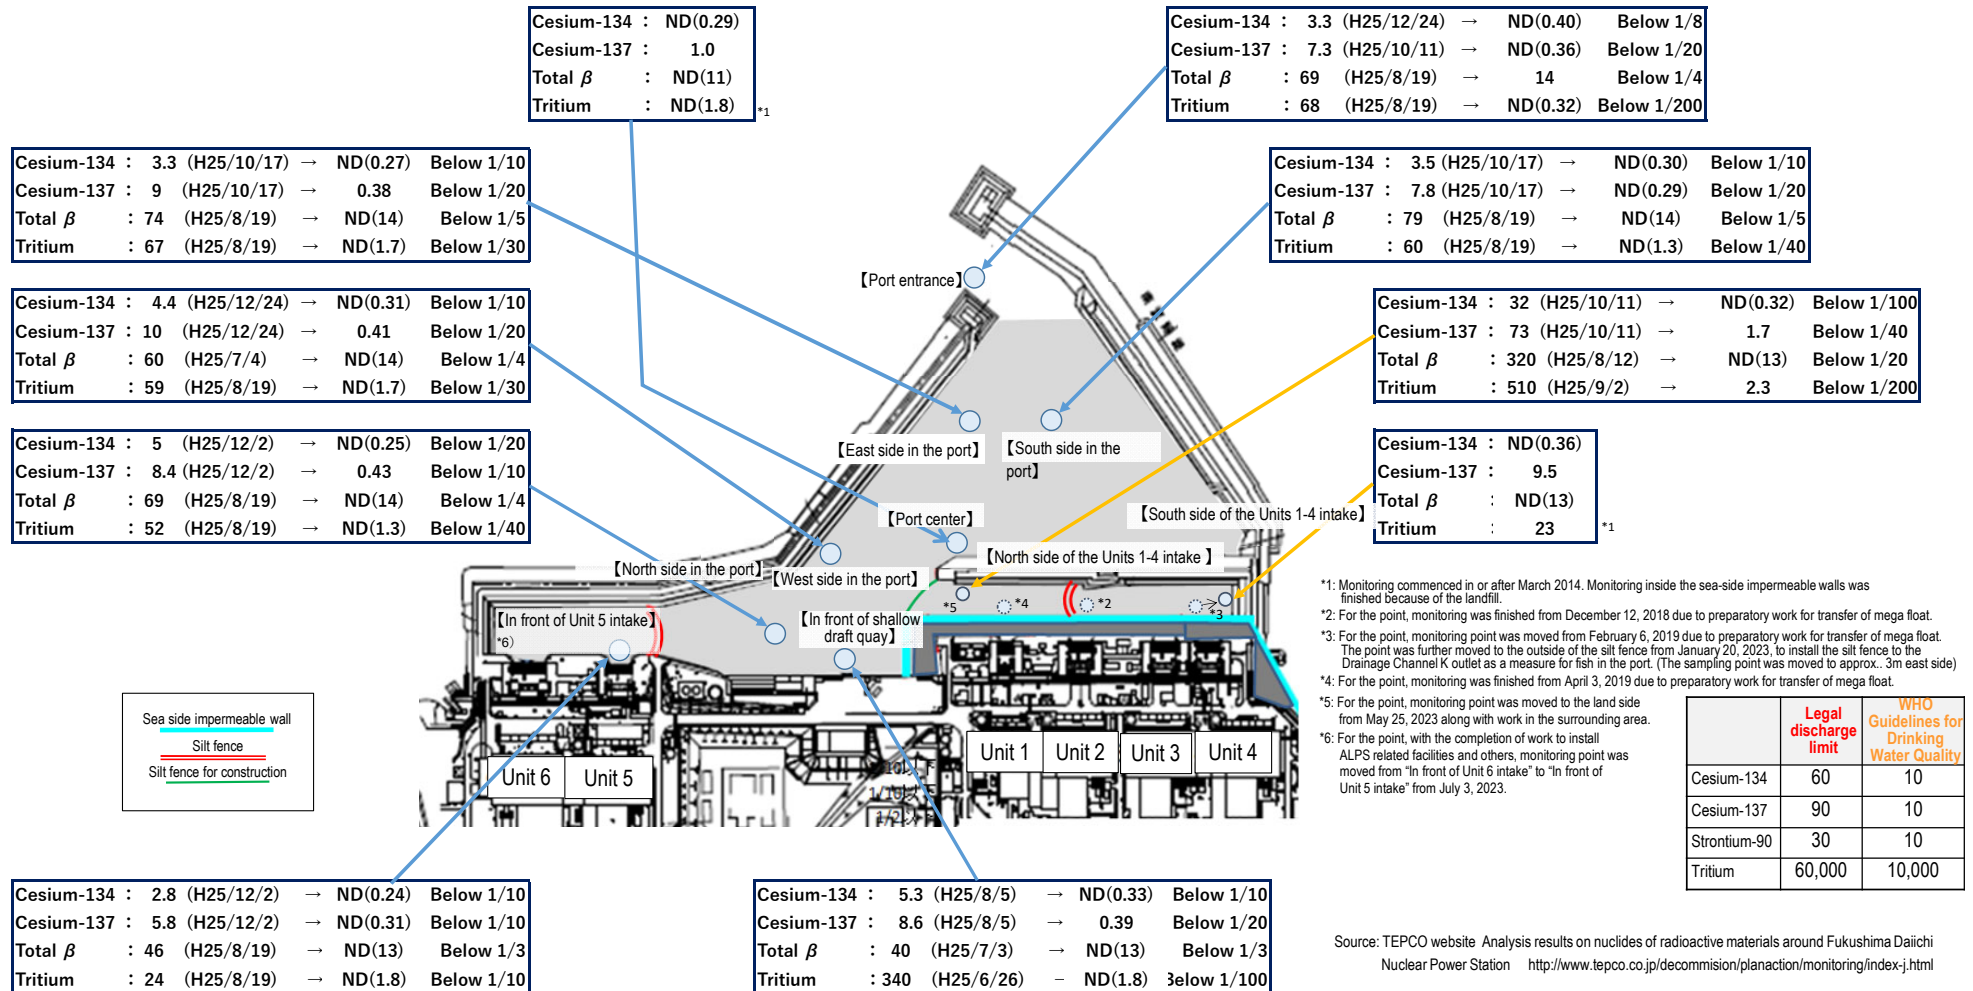 Cesium-134 : ND(0.29)
Cesium-137 : 1.0
Total β : ND(11)
Tritium : ND(1.8) *1
Cesium-134 : 3.3 (H25/12/24) → ND(0.40) Below 1/8
Cesium-137 : 7.3 (H25/10/11) → ND(0.36) Below 1/20
Total β : 69 (H25/8/19) → 14 Below 1/4
Tritium : 68 (H25/8/19) → ND(0.32) Below 1/200
Cesium-134 : 3.3 (H25/10/17) → ND(0.27) Below 1/10
Cesium-137 : 9 (H25/10/17) → 0.38 Below 1/20
Total β : 74 (H25/8/19) → ND(14) Below 1/5
Tritium : 67 (H25/8/19) → ND(1.7) Below 1/30
Cesium-134 : 3.5 (H25/10/17) → ND(0.30) Below 1/10
Cesium-137 : 7.8 (H25/10/17) → ND(0.29) Below 1/20
Total β : 79 (H25/8/19) → ND(14) Below 1/5
Tritium : 60 (H25/8/19) → ND(1.3) Below 1/40
Cesium-134 : 4.4 (H25/12/24) → ND(0.31) Below 1/10
Cesium-137 : 10 (H25/12/24) → 0.41 Below 1/20
Total β : 60 (H25/7/4) → ND(14) Below 1/4
Tritium : 59 (H25/8/19) → ND(1.7) Below 1/30
Cesium-134 : 32 (H25/10/11) → ND(0.32) Below 1/100
Cesium-137 : 73 (H25/10/11) → 1.7 Below 1/40
Total β : 320 (H25/8/12) → ND(13) Below 1/20
Tritium : 510 (H25/9/2) → 2.3 Below 1/200
Cesium-134 : 5 (H25/12/2) → ND(0.25) Below 1/20
Cesium-137 : 8.4 (H25/12/2) → 0.43 Below 1/10
Total β : 69 (H25/8/19) → ND(14) Below 1/4
Tritium : 52 (H25/8/19) → ND(1.3) Below 1/40
Cesium-134 : ND(0.36)
Cesium-137 : 9.5
Total β : ND(13)
Tritium : 23 *1
【Port entrance】
【East side in the port】
【South side in the
port】
【Port center】
【South side of the Units 1-4 intake】
【North side of the Units 1-4 intake 】
【North side in the port】
【West side in the port】
【In front of Unit 5 intake】
*6）
【In front of shallow
draft quay】
*5
*4
*2
*3
Unit 6
Unit 5
Unit 1
Unit 2
Unit 3
Unit 4
1/10以下
1/2以下
Sea side impermeable wall
Silt fence
Silt fence for construction
*1: Monitoring commenced in or after March 2014. Monitoring inside the sea-side impermeable walls was
finished because of the landfill.
*2: For the point, monitoring was finished from December 12, 2018 due to preparatory work for transfer of mega float.
*3: For the point, monitoring point was moved from February 6, 2019 due to preparatory work for transfer of mega float.
The point was further moved to the outside of the silt fence from January 20, 2023, to install the silt fence to the
Drainage Channel K outlet as a measure for fish in the port. (The sampling point was moved to approx.. 3m east side)
*4: For the point, monitoring was finished from April 3, 2019 due to preparatory work for transfer of mega float.
*5: For the point, monitoring point was moved to the land side
from May 25, 2023 along with work in the surrounding area.
*6: For the point, with the completion of work to install
ALPS related facilities and others, monitoring point was
moved from “In front of Unit 6 intake” to “In front of
Unit 5 intake” from July 3, 2023.
Legal
discharge
limit
WHO
Guidelines for
Drinking
Water Quality
Cesium-134 60 10
Cesium-137 90 10
Strontium-90 30 10
Tritium 60,000 10,000
Cesium-134 : 2.8 (H25/12/2) → ND(0.24) Below 1/10
Cesium-137 : 5.8 (H25/12/2) → ND(0.31) Below 1/10
Total β : 46 (H25/8/19) → ND(13) Below 1/3
Tritium : 24 (H25/8/19) → ND(1.8) Below 1/10
Cesium-134 : 5.3 (H25/8/5) → ND(0.33) Below 1/10
Cesium-137 : 8.6 (H25/8/5) → 0.39 Below 1/20
Total β : 40 (H25/7/3) → ND(13) Below 1/3
Tritium : 340 (H25/6/26) – ND(1.8) Below 1/100
Source: TEPCO website Analysis results on nuclides of radioactive materials around Fukushima Daiichi
Nuclear Power Station http://www.tepco.co.jp/decommision/planaction/monitoring/index-j.html